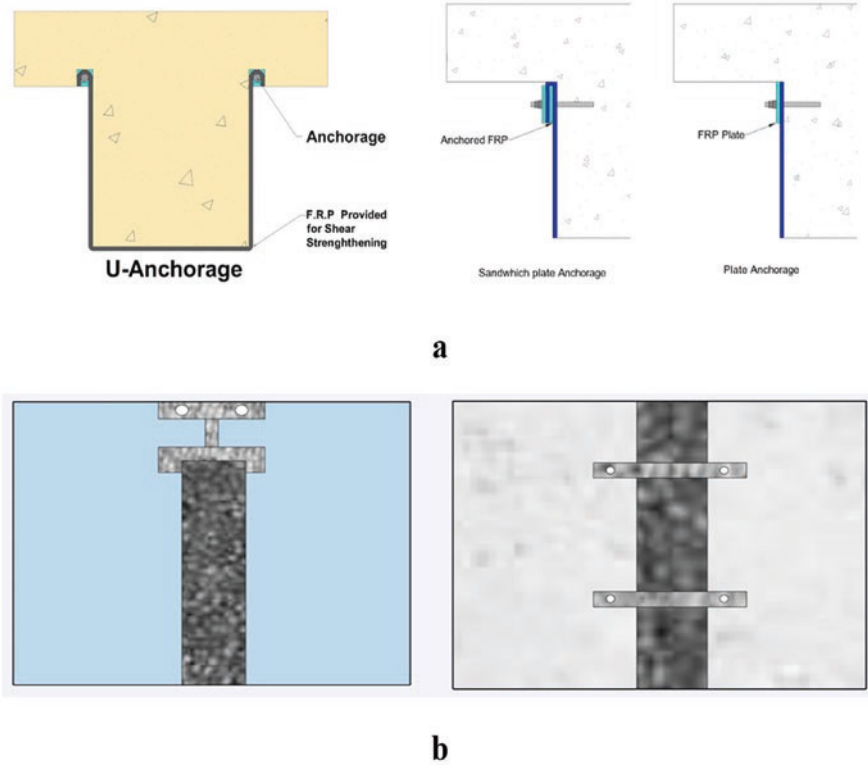 Anchorage
F.R.P Provided
for Shear
Strenghthening
U-Anchorage
Anchored FRP
Sandwhich plate Anchorage
FRP Plate
Plate Anchorage
a
b